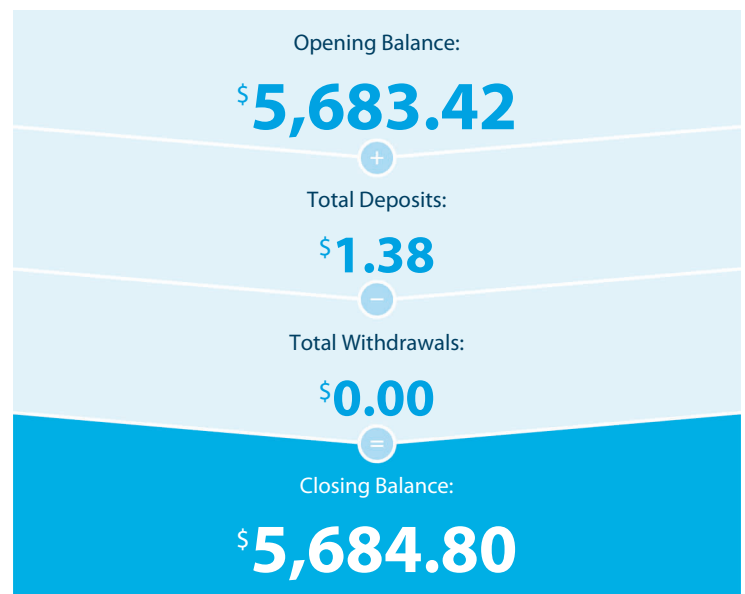 Opening Balance:
$5,683.42
+
Total Deposits:
$1.38
−
Total Withdrawals:
$0.00
=
Closing Balance:
$5,684.80